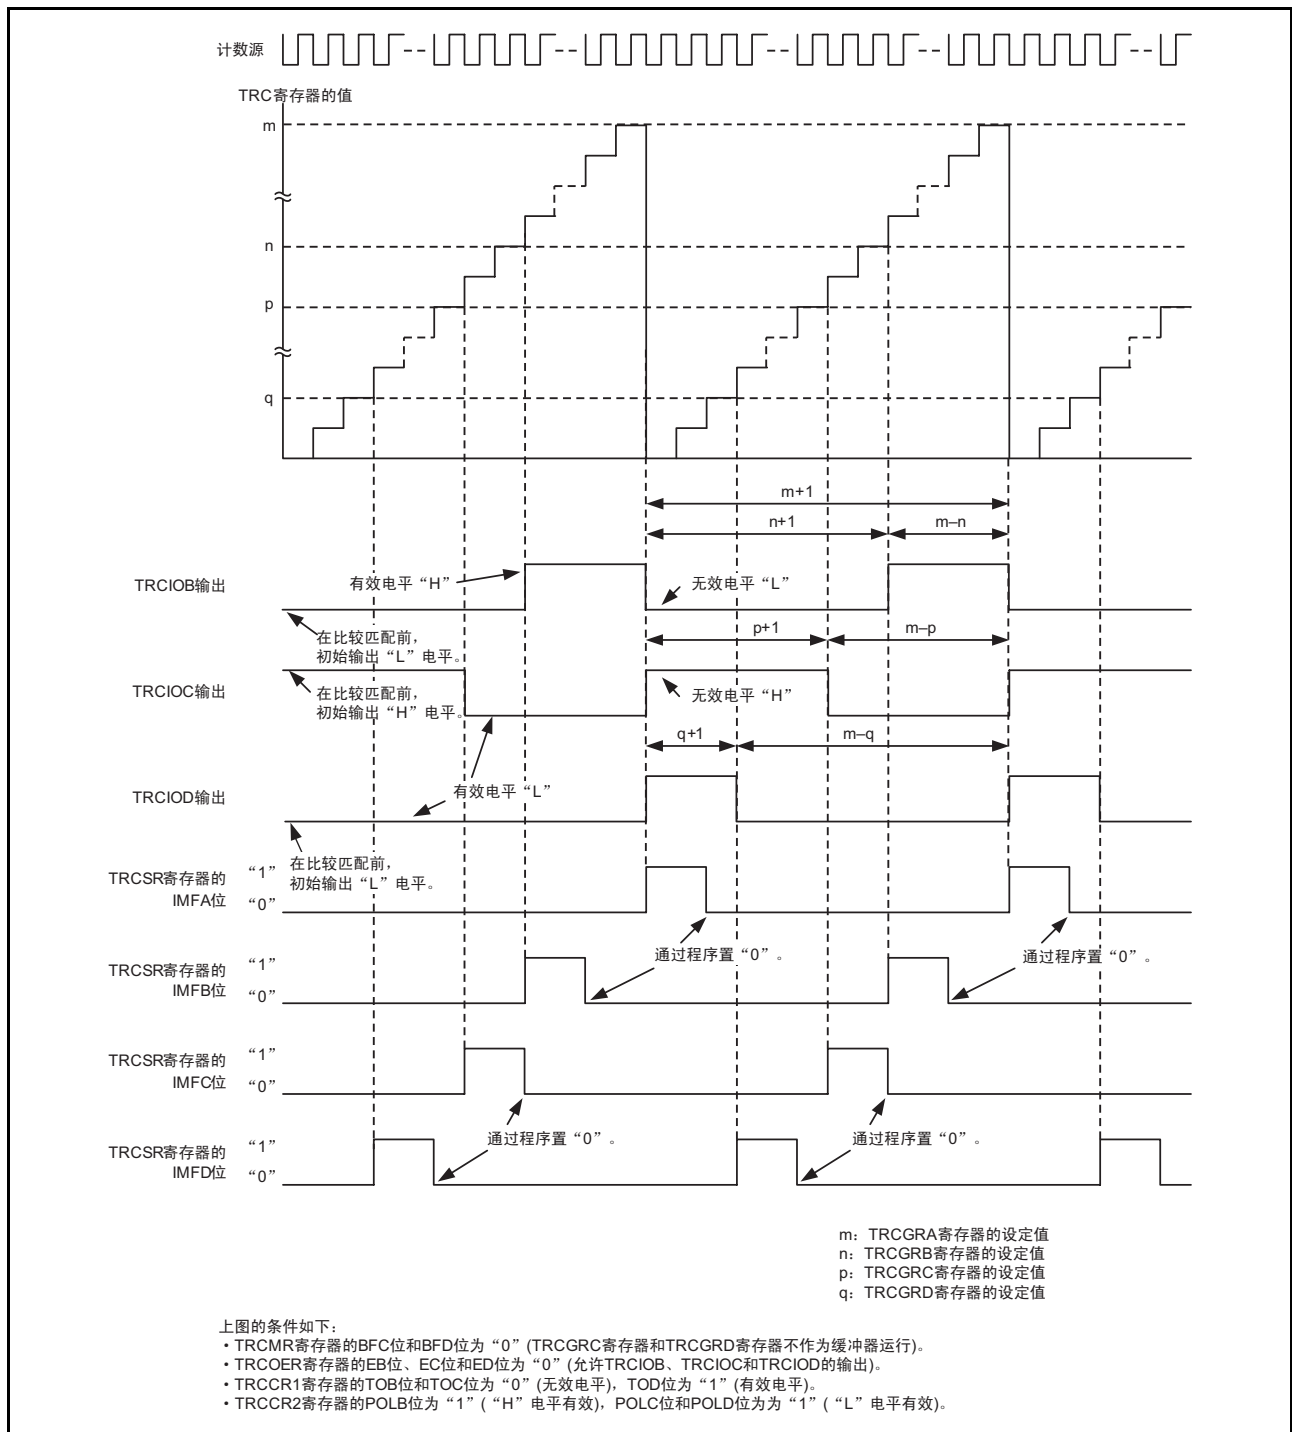 计数源
TRC寄存器的值
m
n
p
q
m+1
n+1
m–n
TRCIOB输出
有效电平“H”
无效电平“L”
在比较匹配前，
初始输出“L”电平。
p+1
m–p
TRCIOC输出
在比较匹配前，
初始输出“H”电平。
无效电平“H”
q+1
m–q
TRCIOD输出
有效电平“L”
在比较匹配前，
初始输出“L”电平。
TRCSR寄存器的
IMFA位
“1”
“0”
通过程序置“0”。
通过程序置“0”。
TRCSR寄存器的
IMFB位
“1”
“0”
TRCSR寄存器的
IMFC位
“1”
“0”
通过程序置“0”。
通过程序置“0”。
TRCSR寄存器的
IMFD位
“1”
“0”
m：TRCGRA寄存器的设定值
n：TRCGRB寄存器的设定值
p：TRCGRC寄存器的设定值
q：TRCGRD寄存器的设定值
上图的条件如下：
・TRCMR寄存器的BFC位和BFD位为“0”(TRCGRC寄存器和TRCGRD寄存器不作为缓冲器运行)。
・TRCOER寄存器的EB位、EC位和ED位为“0”(允许TRCIOB、TRCIOC和TRCIOD的输出)。
・TRCCR1寄存器的TOB位和TOC位为“0”(无效电平)，TOD位为“1”(有效电平)。
・TRCCR2寄存器的POLB位为“1”(“H”电平有效)，POLC位和POLD位为为“1”(“L”电平有效)。